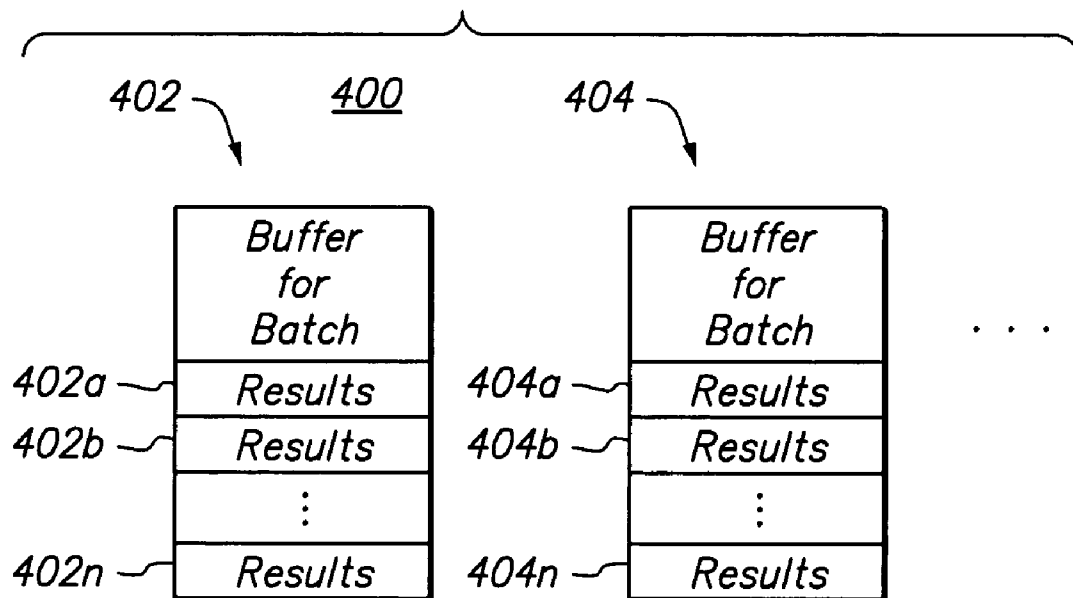 402
400
404
Buffer
for
Batch
402a
Results
402b
Results
⋮
402n
Results
Buffer
for
Batch
404a
Results
404b
Results
⋮
404n
Results
. . .